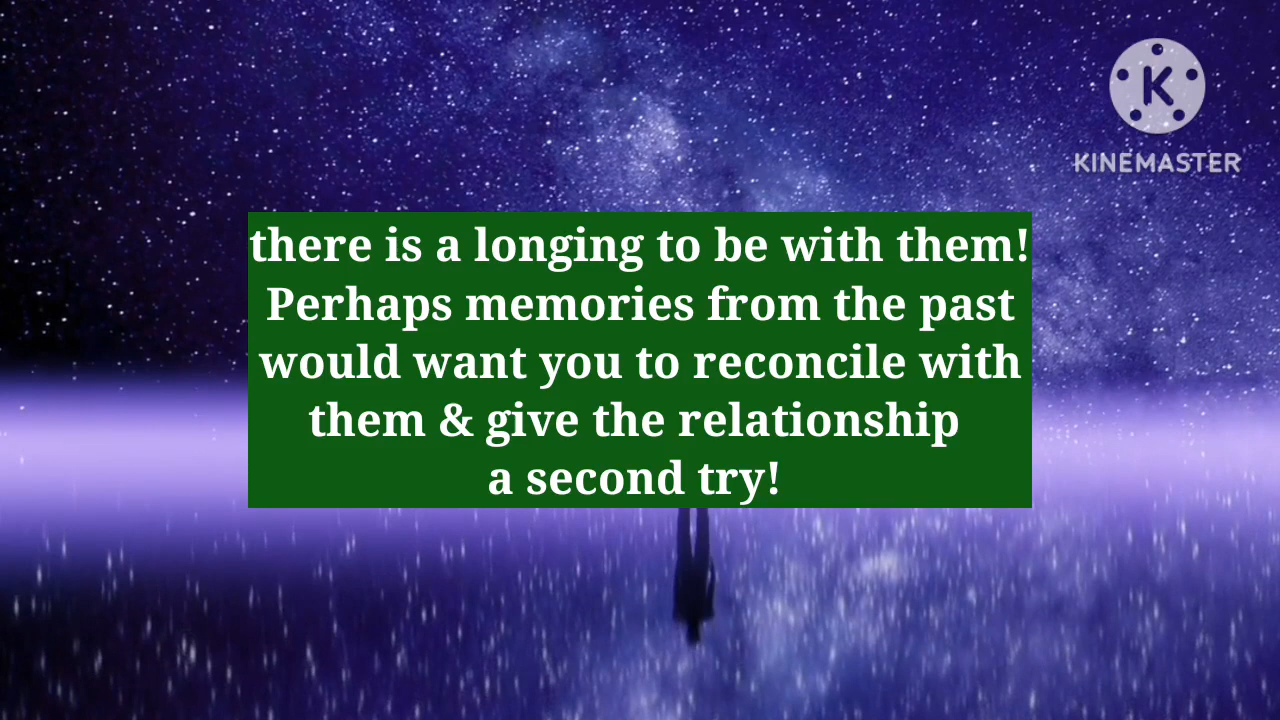 K
KINEMASTER
there is a longing to be with them!
Perhaps memories from the past
would want you to reconcile with
them & give the relationship
a second try!